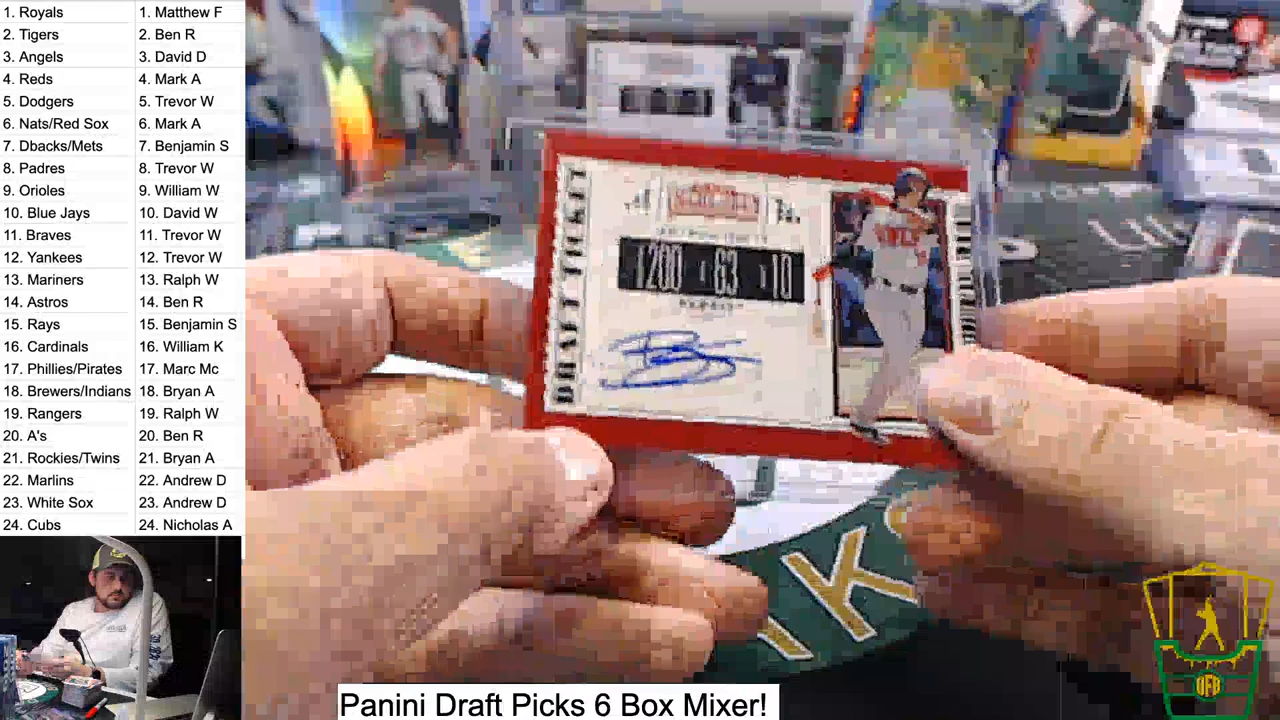 1. Royals
2. Tigers
3. Angels
4. Reds
5. Dodgers
6. Nats/Red Sox
7. Dbacks/Mets
8. Padres
9. Orioles
10. Blue Jays
11. Braves
12. Yankees
13. Mariners
14. Astros
15. Rays
16. Cardinals
17. Phillies/Pirates
18. Brewers/Indians
19. Rangers
20. A's
21. Rockies/Twins
22. Marlins
23. White Sox
24. Cubs
1. Matthew F
2. Ben R
3. David D
4. Mark A
5. Trevor W
6. Mark A
7. Benjamin S
8. Trevor W
9. William W
10. David W
11. Trevor W
12. Trevor W
13. Ralph W
14. Ben R
15. Benjamin S
16. William K
17. Marc Mc
18. Bryan A
19. Ralph W
20. Ben R
21. Bryan A
22. Andrew D
23. Andrew D
24. Nicholas A
DRAFT TICKET
1200 63 10
Panini Draft Picks 6 Box Mixer!